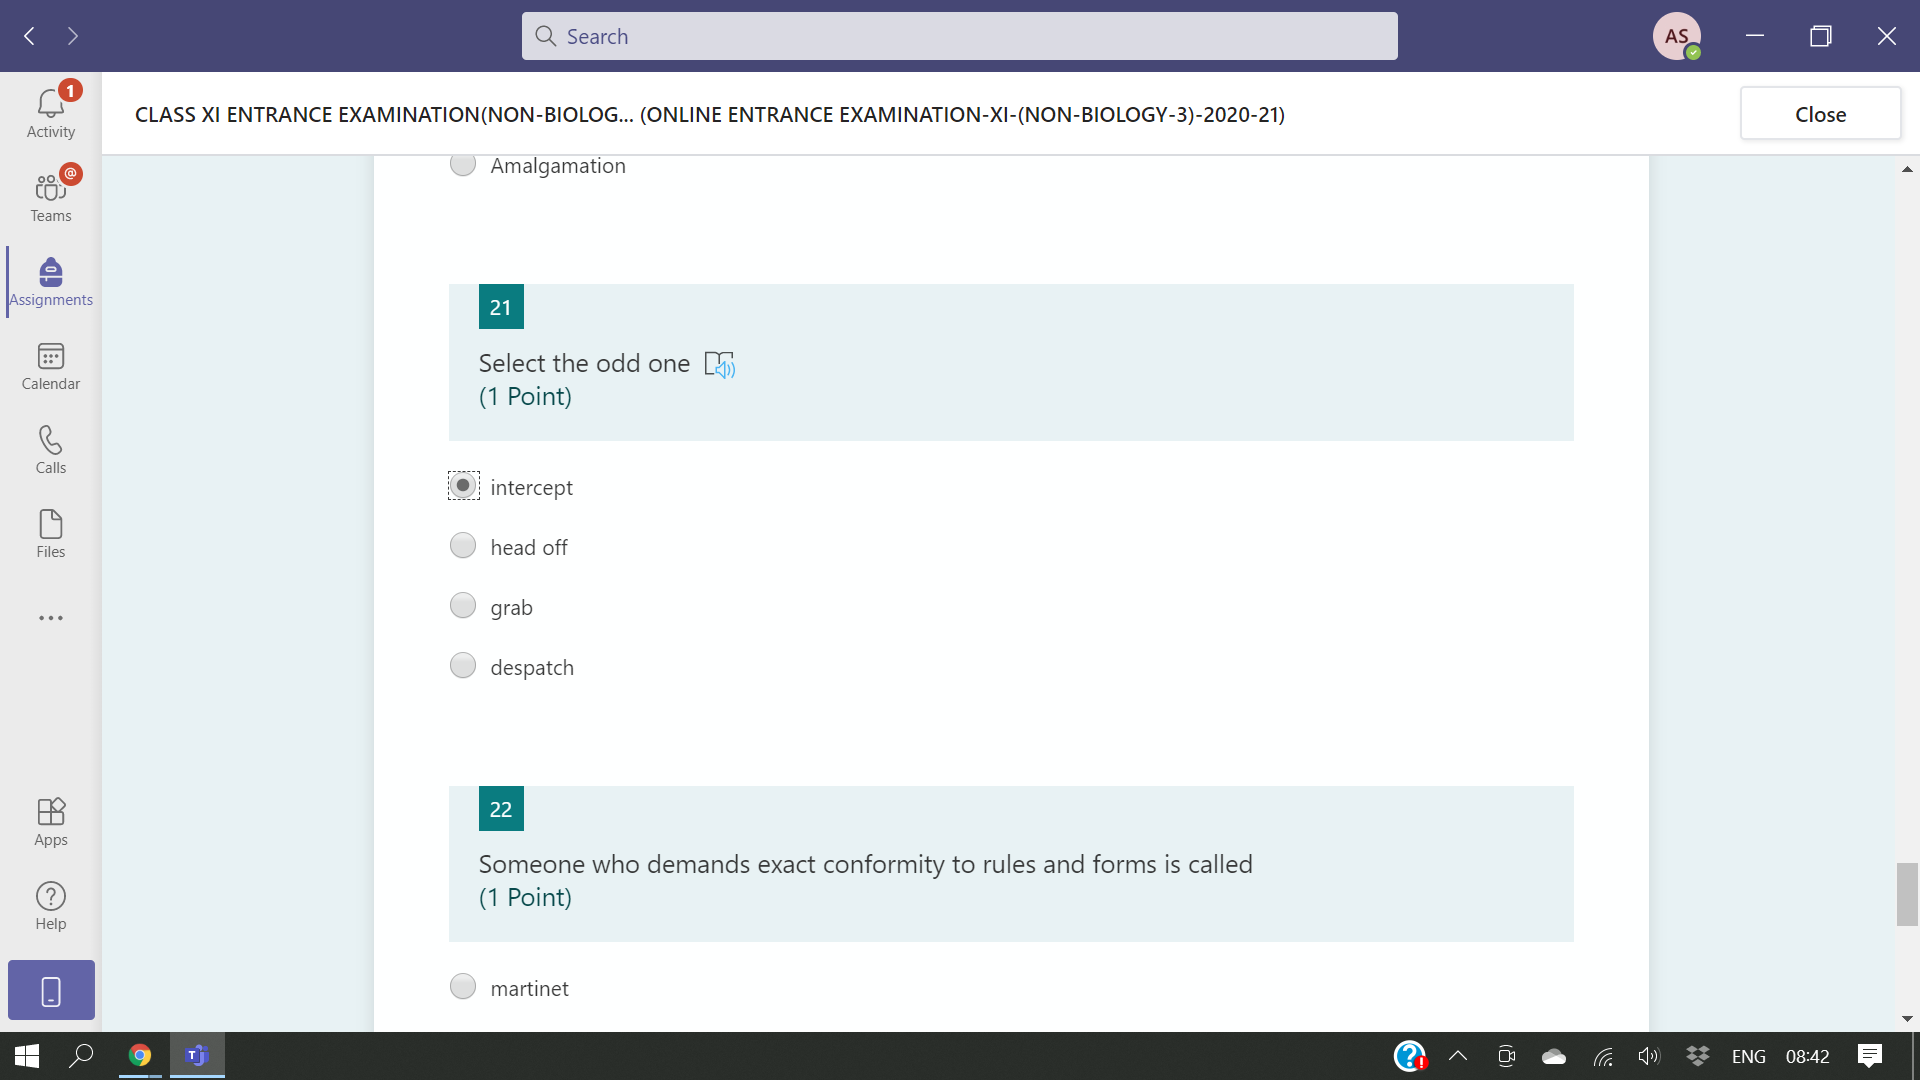 Search
AS
1
Activity
@
Teams
Assignments
Calendar
Calls
Files
Apps
Help
CLASS XI ENTRANCE EXAMINATION(NON-BIOLOG... (ONLINE ENTRANCE EXAMINATION-XI-(NON-BIOLOGY-3)-2020-21)
Close
Amalgamation
21
Select the odd one
(1 Point)
intercept
head off
grab
despatch
22
Someone who demands exact conformity to rules and forms is called
(1 Point)
martinet
ENG
08:42